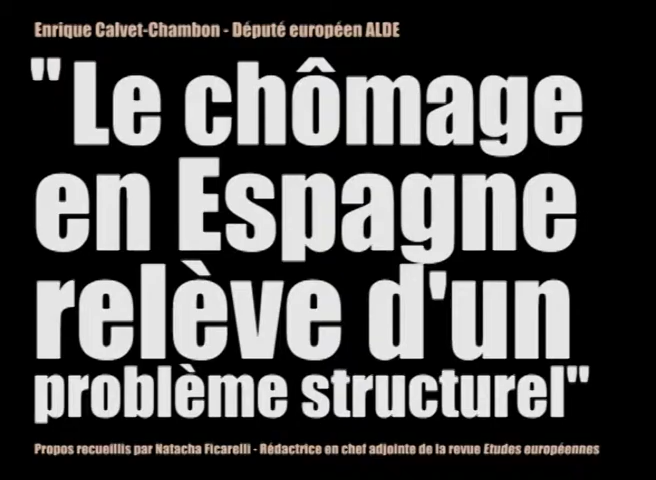 Enrique Calvet-Chambon - Député européen ALDE
" Le chômage
en Espagne
relève d'un
problème structurel"
Propos recueillis par Natacha Ficarelli - Rédactrice en chef adjointe de la revue Etudes européennes